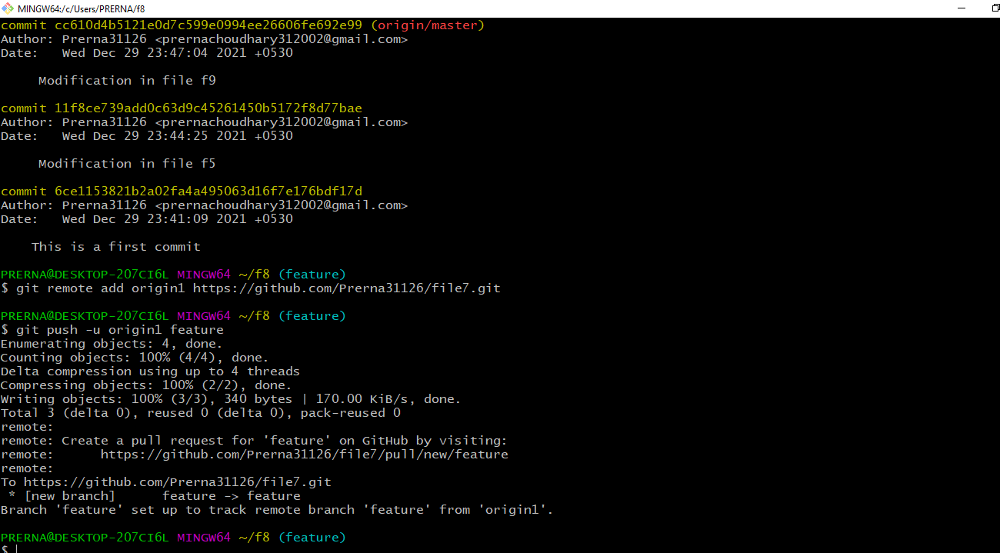 MINGW64:/c/Users/PRERNA/f8
commit cc610d4b5121e0d7c599e0994ee26606fe692e99 (origin/master)
Author: Prerna31126 <prernachoudhary312002@gmail.com>
Date:   Wed Dec 29 23:47:04 2021 +0530
Modification in file f9
commit 11f8ce739add0c63d9c45261450b5172f8d77bae
Author: Prerna31126 <prernachoudhary312002@gmail.com>
Date:   Wed Dec 29 23:44:25 2021 +0530
Modification in file f5
commit 6ce1153821b2a02fa4a495063d16f7e176bdf17d
Author: Prerna31126 <prernachoudhary312002@gmail.com>
Date:   Wed Dec 29 23:41:09 2021 +0530
This is a first commit
PRERNA@DESKTOP-207CI6L MINGW64 ~/f8 (feature)
$ git remote add origin1 https://github.com/Prerna31126/file7.git
PRERNA@DESKTOP-207CI6L MINGW64 ~/f8 (feature)
$ git push -u origin1 feature
Enumerating objects: 4, done.
Counting objects: 100% (4/4), done.
Delta compression using up to 4 threads
Compressing objects: 100% (2/2), done.
Writing objects: 100% (3/3), 340 bytes | 170.00 KiB/s, done.
Total 3 (delta 0), reused 0 (delta 0), pack-reused 0
remote:
remote: Create a pull request for 'feature' on GitHub by visiting:
remote:      https://github.com/Prerna31126/file7/pull/new/feature
remote:
To https://github.com/Prerna31126/file7.git
 * [new branch]      feature -> feature
Branch 'feature' set up to track remote branch 'feature' from 'origin1'.
PRERNA@DESKTOP-207CI6L MINGW64 ~/f8 (feature)
$